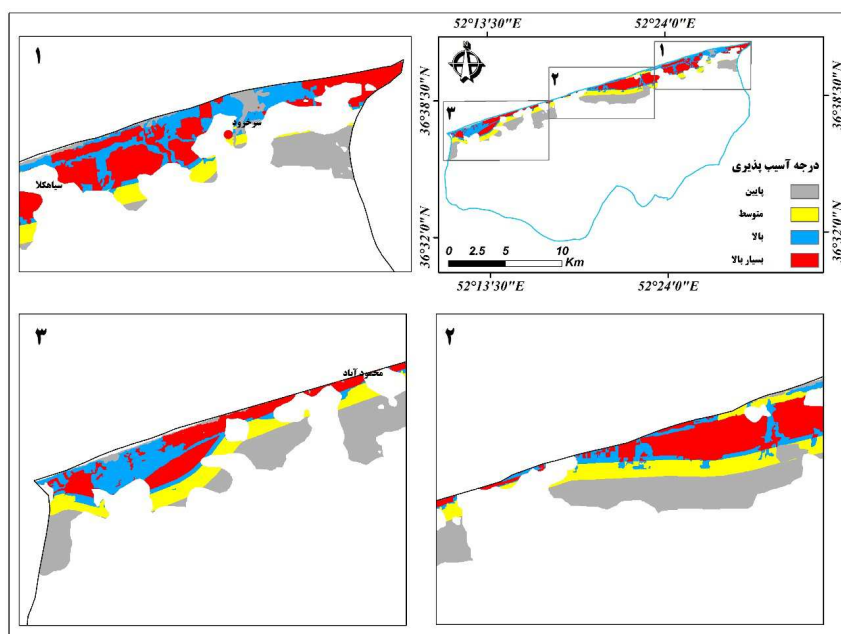 ۱
سرخرود
سیاهکلا
52°13'30"E
52°24'0"E
36°38'30"N
36°38'30"N
36°32'0"N
36°32'0"N
۱
۲
۳
درجه آسیب پذیری
پایین
متوسط
بالا
بسیار بالا
0 2.5 5 10
Km
52°13'30"E
52°24'0"E
۳
محمود آباد
۲